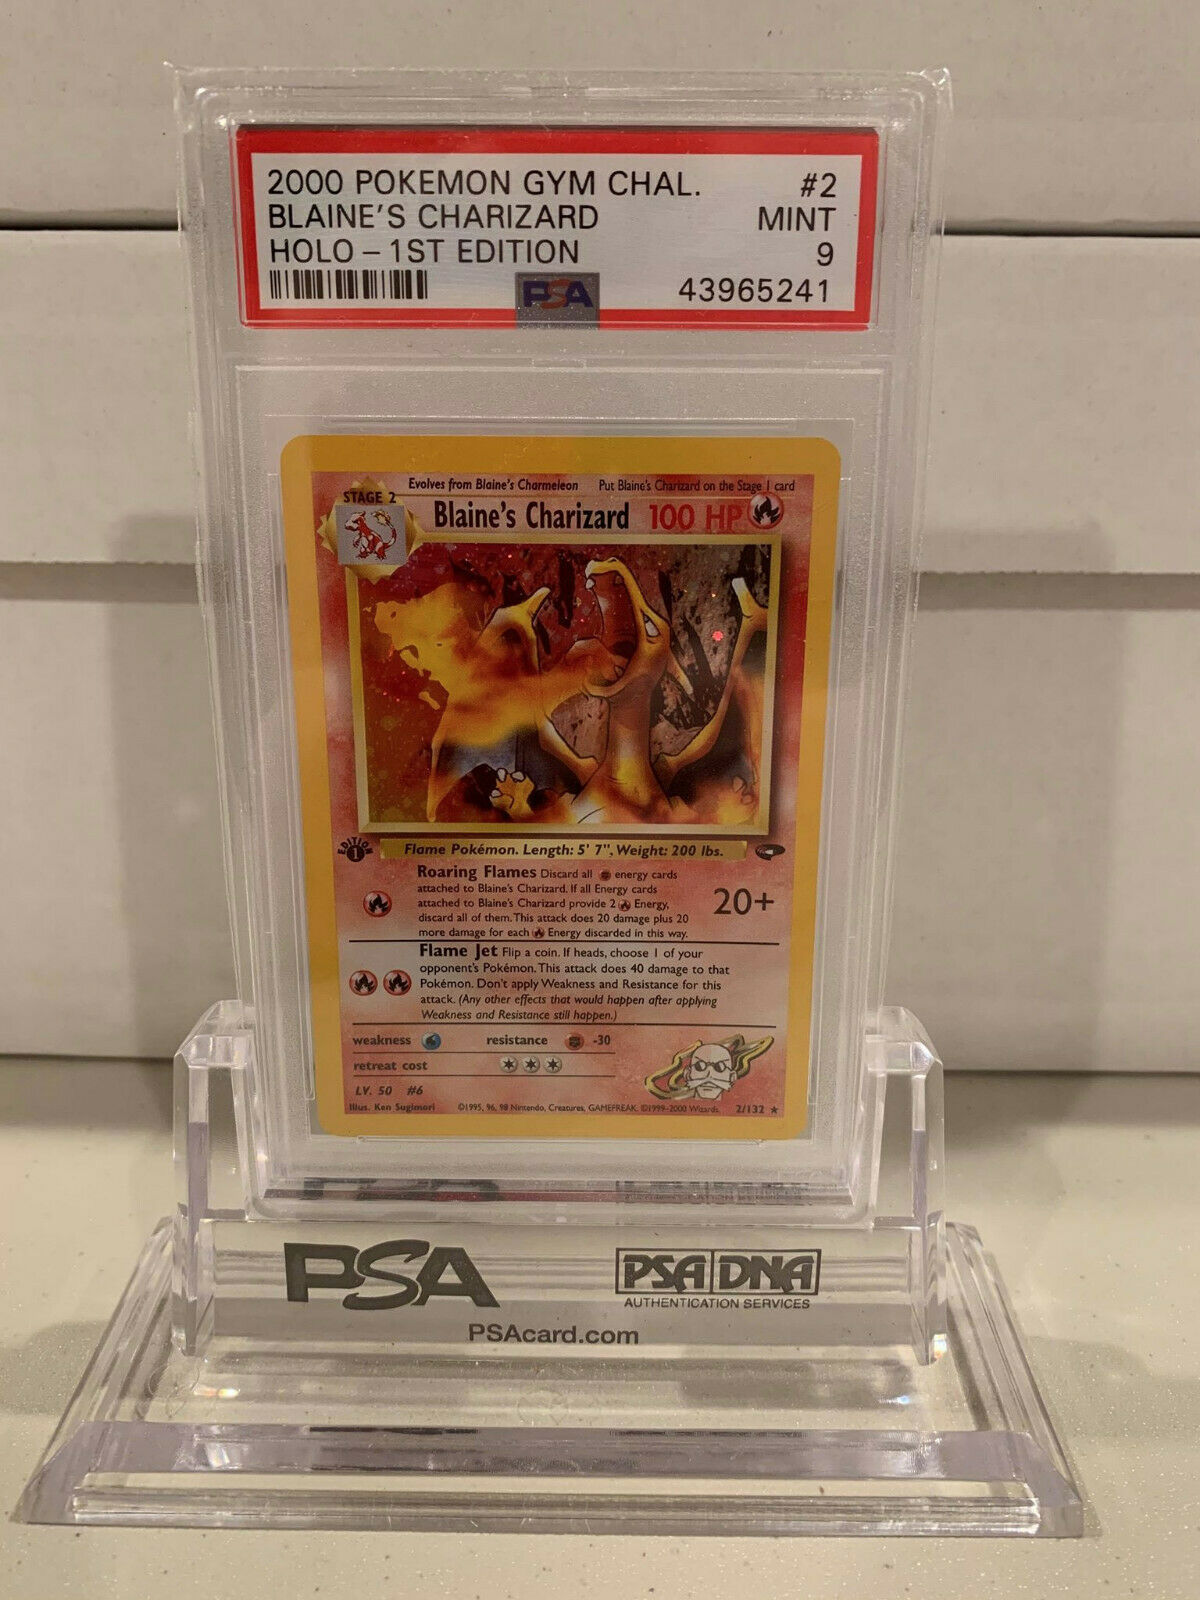 2000 POKEMON GYM CHAL. #2
BLAINE'S CHARIZARD MINT
HOLO – 1ST EDITION 9
PSA 43965241
Evolves from Blaine's Charmeleon Put Blaine's Charizard on the Stage 1 card
STAGE 2
Blaine's Charizard 100 HP
EDITION 1
Flame Pokémon. Length: 5' 7", Weight: 200 lbs.
Roaring Flames Discard all energy cards
attached to Blaine's Charizard. If all Energy cards
attached to Blaine's Charizard provide 2 Energy, 20+
discard all of them. This attack does 20 damage plus 20
more damage for each Energy discarded in this way.
Flame Jet Flip a coin. If heads, choose 1 of your
opponent's Pokémon. This attack does 40 damage to that
Pokémon. Don't apply Weakness and Resistance for this
attack. (Any other effects that would happen after applying
Weakness and Resistance still happen.)
weakness resistance -30
retreat cost
LV. 50 #6
Illus. Ken Sugimori ©1995, 96, 98 Nintendo, Creatures, GAMEFREAK. ©1999-2000 Wizards. 2/132 ★
PSA PSA DNA
AUTHENTICATION SERVICES
PSAcard.com